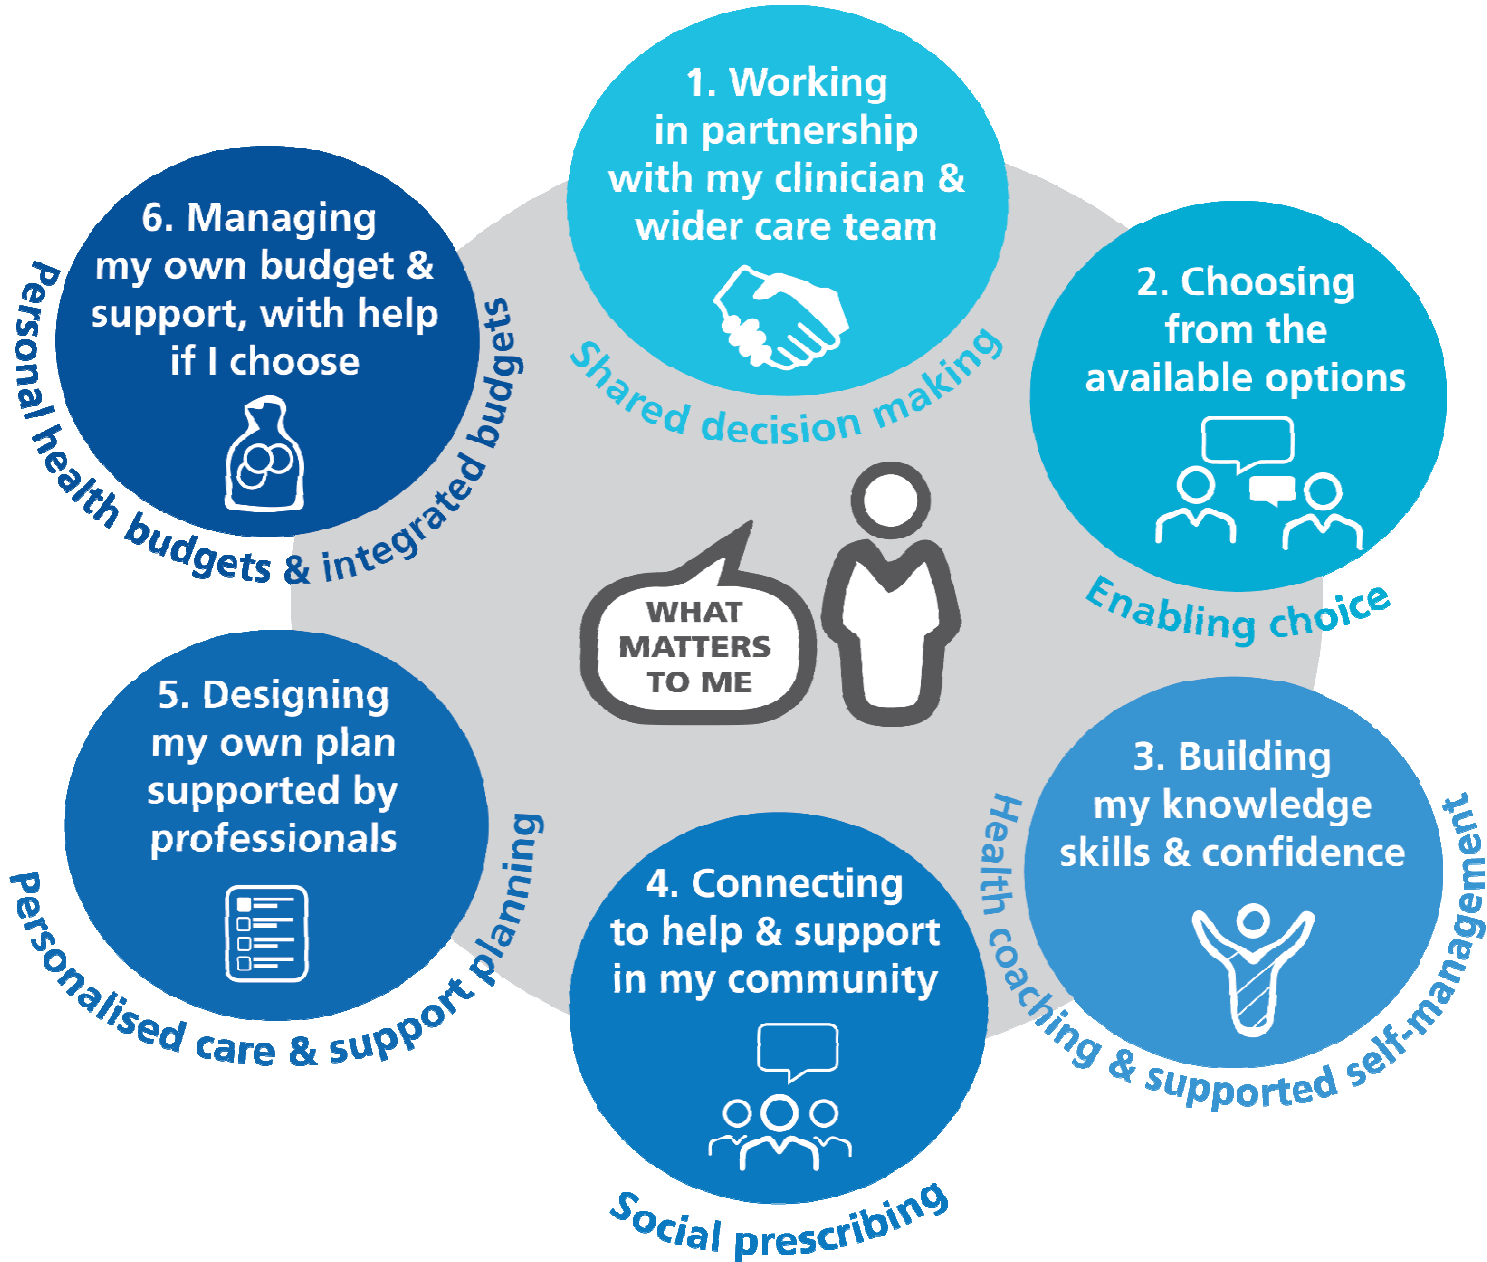 1. Working
in partnership
with my clinician &
wider care team
Shared decision making
2. Choosing
from the
available options
Enabling choice
3. Building
my knowledge
skills & confidence
Health coaching & supported self-management
4. Connecting
to help & support
in my community
Social prescribing
5. Designing
my own plan
supported by
professionals
Personalised care & support planning
6. Managing
my own budget &
support, with help
if I choose
Personal health budgets & integrated budgets
WHAT
MATTERS
TO ME